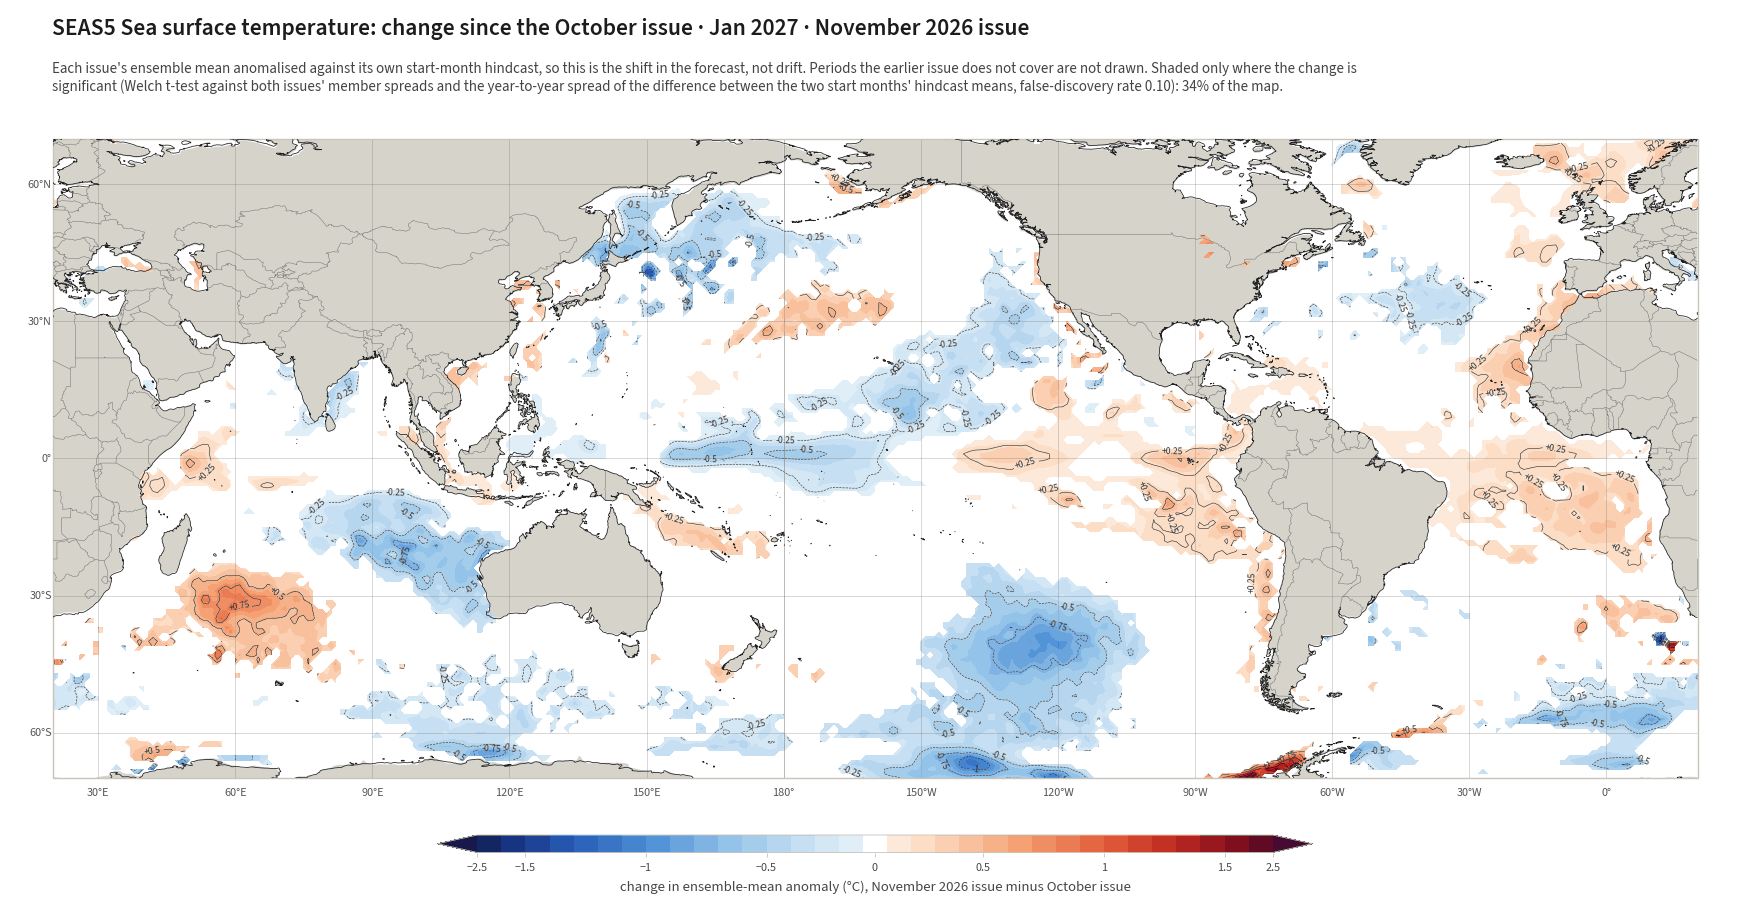 SEAS5 Sea surface temperature: change since the October issue · Jan 2027 · November 2026 issue
Each issue's ensemble mean anomalised against its own start-month hindcast, so this is the shift in the forecast, not drift. Periods the earlier issue does not cover are not drawn. Shaded only where the change is
significant (Welch t-test against both issues' member spreads and the year-to-year spread of the difference between the two start months' hindcast means, false-discovery rate 0.10): 34% of the map.
60°N
30°N
0°
30°S
60°S
30°E 60°E 90°E 120°E 150°E 180° 150°W 120°W 90°W 60°W 30°W 0°
−2.5 −1.5 −1 −0.5 0 0.5 1 1.5 2.5
change in ensemble-mean anomaly (°C), November 2026 issue minus October issue